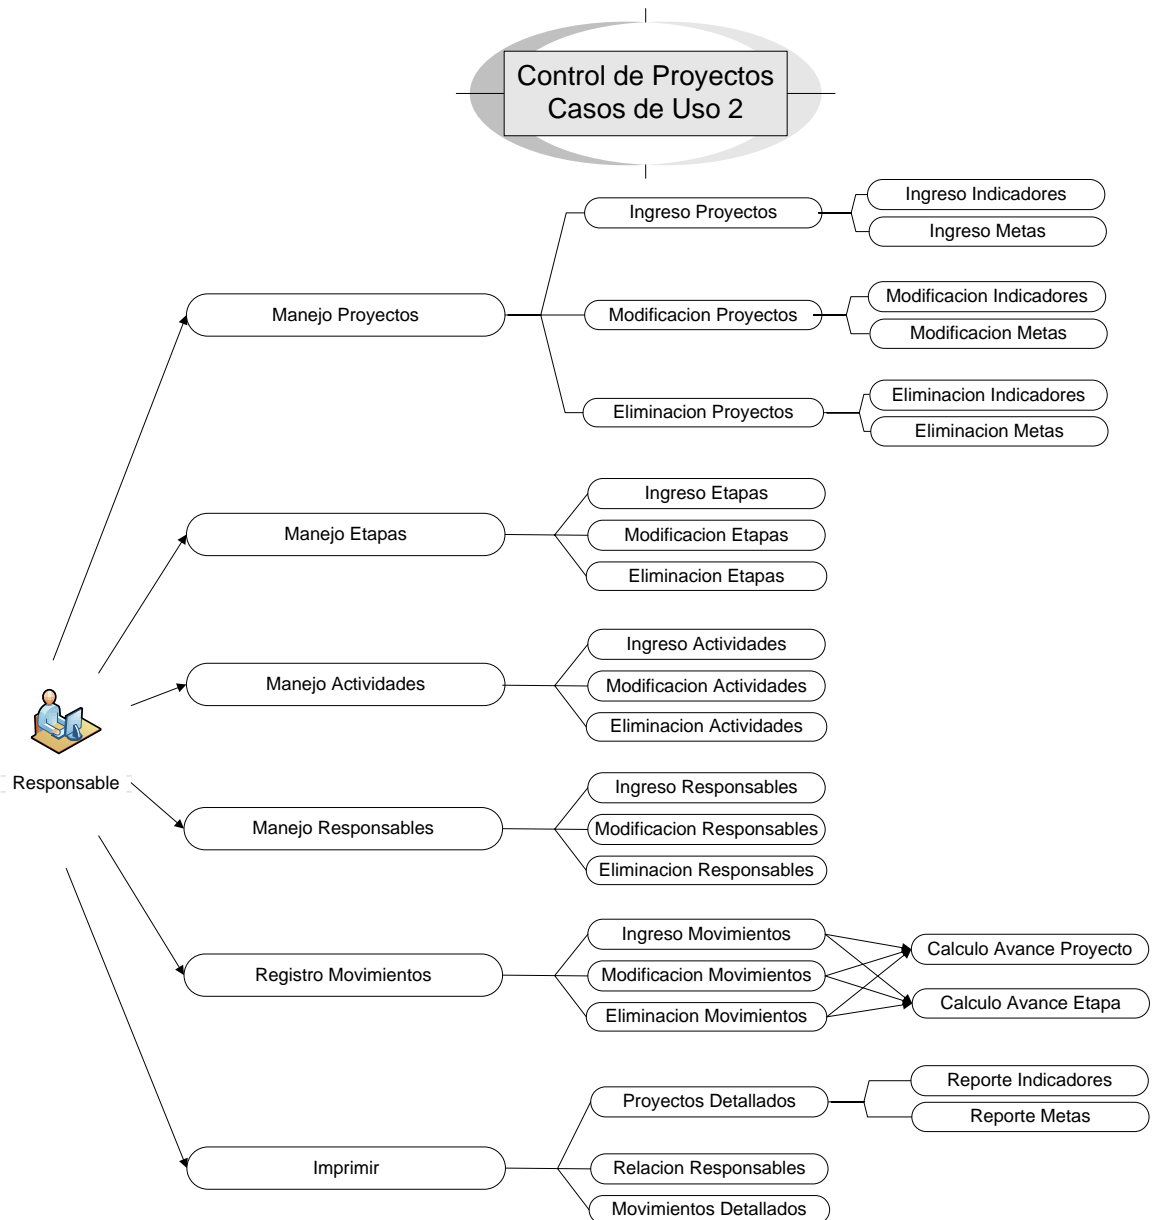 Control de Proyectos
Casos de Uso 2
Ingreso Proyectos
Ingreso Indicadores
Ingreso Metas
Manejo Proyectos
Modificacion Proyectos
Modificacion Indicadores
Modificacion Metas
Eliminacion Proyectos
Eliminacion Indicadores
Eliminacion Metas
Manejo Etapas
Ingreso Etapas
Modificacion Etapas
Eliminacion Etapas
Manejo Actividades
Ingreso Actividades
Modificacion Actividades
Eliminacion Actividades
Responsable
Manejo Responsables
Ingreso Responsables
Modificacion Responsables
Eliminacion Responsables
Registro Movimientos
Ingreso Movimientos
Modificacion Movimientos
Eliminacion Movimientos
Calculo Avance Proyecto
Calculo Avance Etapa
Imprimir
Proyectos Detallados
Reporte Indicadores
Reporte Metas
Relacion Responsables
Movimientos Detallados